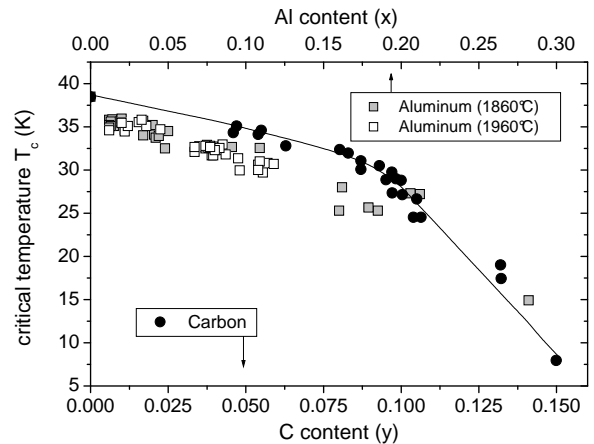 Al content (x)
0.00 0.05 0.10 0.15 0.20 0.25 0.30
critical temperature T_c (K)
40
35
30
25
20
15
10
5
Aluminum (1860°C)
Aluminum (1960°C)
Carbon
0.000 0.025 0.050 0.075 0.100 0.125 0.150
C content (y)